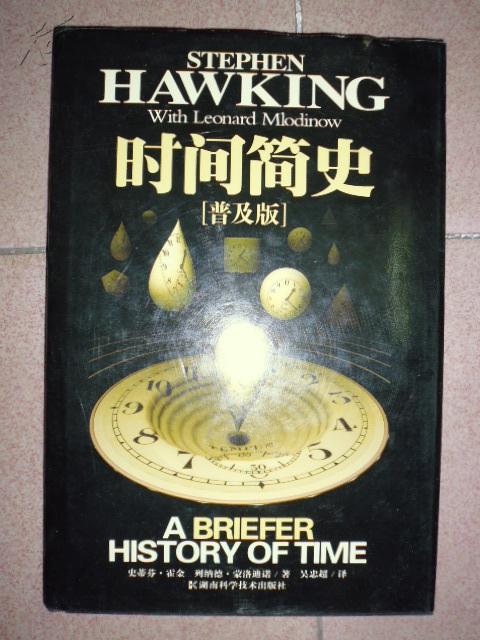 STEPHEN
HAWKING
With Leonard Mlodinow
时间简史
[普及版]
A BRIEFER
HISTORY OF TIME
史蒂芬·霍金 列纳德·蒙洛迪诺/著 吴忠超/译
湖南科学技术出版社